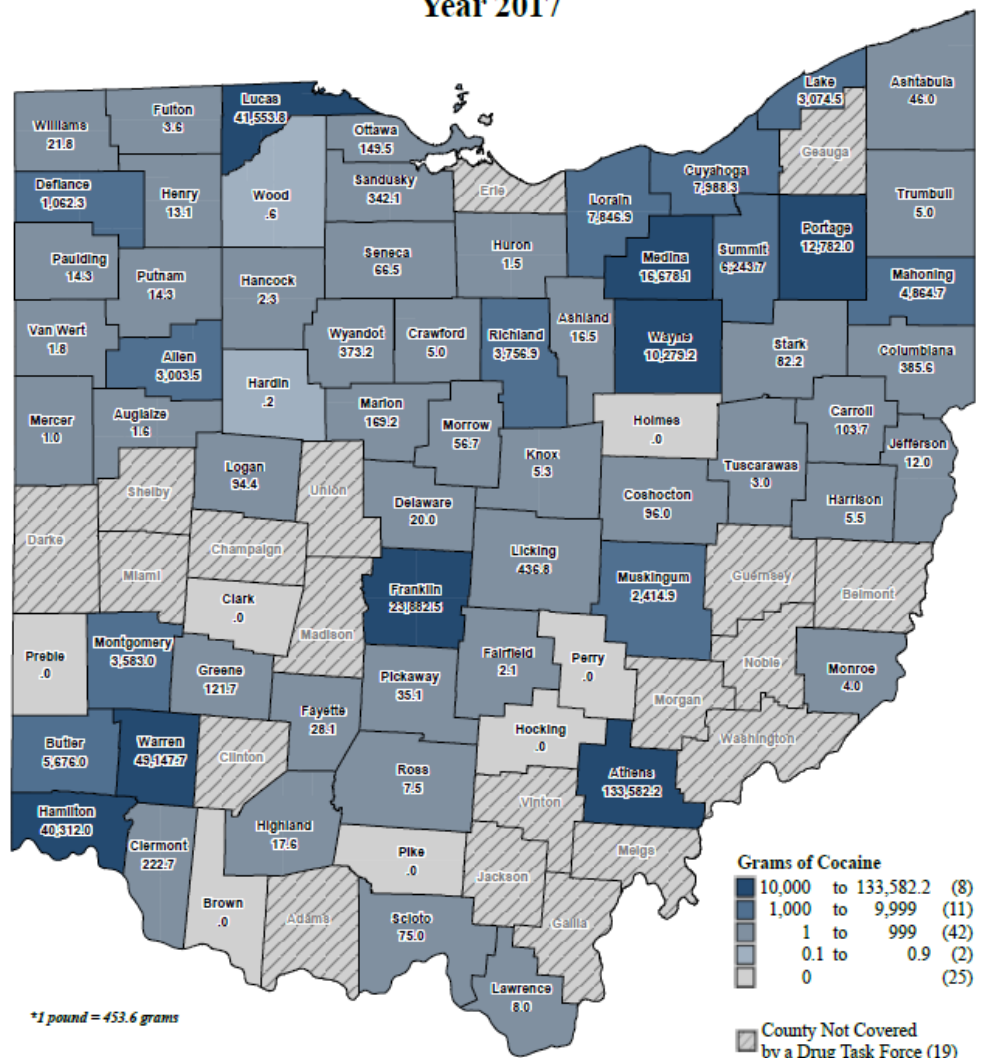 Year 2017
Lake
3,074.5
Ashtabula
46.0
Lucas
41,553.8
Fulton
3.6
Williams
21.8
Ottawa
149.5
Geauga
Cuyahoga
7,988.3
Defiance
1,062.3
Henry
13.1
Wood
.6
Sandusky
342.1
Erie
Lorain
7,846.9
Trumbull
5.0
Portage
12,782.0
Paulding
14.3
Putnam
14.3
Hancock
2.3
Seneca
66.5
Huron
1.5
Medina
16,678.1
Summit
6,243.7
Mahoning
4,864.7
Van Wert
1.8
Allen
3,003.5
Wyandot
373.2
Crawford
5.0
Richland
3,756.9
Ashland
16.5
Wayne
10,279.2
Stark
82.2
Columbiana
385.6
Hardin
.2
Mercer
1.0
Auglaize
1.6
Marion
169.2
Morrow
56.7
Holmes
.0
Carroll
103.7
Jefferson
12.0
Logan
94.4
Knox
5.3
Tuscarawas
3.0
Shelby
Union
Delaware
20.0
Coshocton
96.0
Harrison
5.5
Darke
Champaign
Miami
Licking
436.8
Muskingum
2,414.9
Guernsey
Belmont
Clark
.0
Franklin
23,882.5
Madison
Preble
.0
Montgomery
3,583.0
Greene
121.7
Pickaway
35.1
Fairfield
2.1
Perry
.0
Noble
Monroe
4.0
Morgan
Fayette
28.1
Hocking
.0
Washington
Butler
5,676.0
Warren
49,147.7
Clinton
Ross
7.5
Athens
133,582.2
Vinton
Hamilton
40,312.0
Clermont
222.7
Highland
17.6
Pike
.0
Meigs
Jackson
Brown
.0
Adams
Scioto
75.0
Gallia
Lawrence
8.0
Grams of Cocaine
10,000 to 133,582.2 (8)
1,000 to 9,999 (11)
1 to 999 (42)
0.1 to 0.9 (2)
0 (25)
*1 pound = 453.6 grams
County Not Covered
by a Drug Task Force (19)